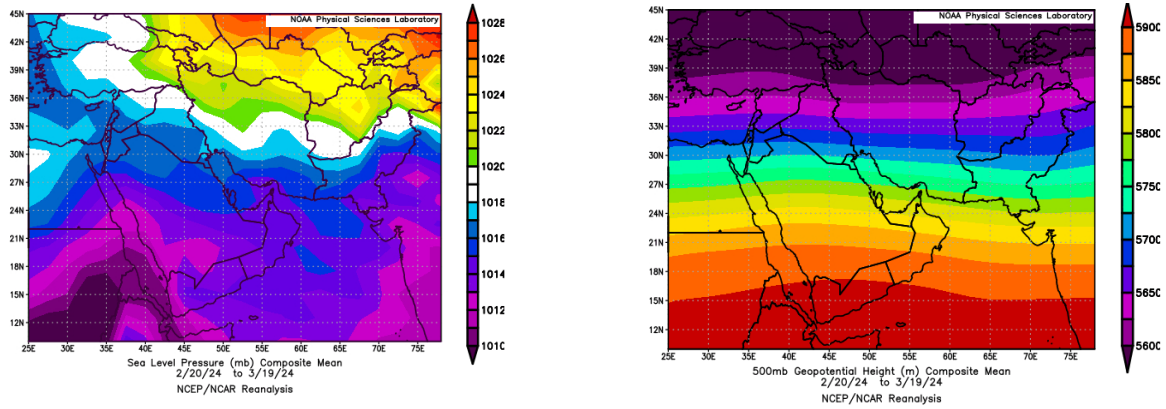 NOAA Physical Sciences Laboratory
45N
42N
39N
36N
33N
30N
27N
24N
21N
18N
15N
12N
25E 30E 35E 40E 45E 50E 55E 60E 65E 70E 75E
1028
1026
1024
1022
1020
1018
1016
1014
1012
1010
Sea Level Pressure (mb) Composite Mean
2/20/24 to 3/19/24
NCEP/NCAR Reanalysis
NOAA Physical Sciences Laboratory
45N
42N
39N
36N
33N
30N
27N
24N
21N
18N
15N
12N
25E 30E 35E 40E 45E 50E 55E 60E 65E 70E 75E
5900
5850
5800
5750
5700
5650
5600
500mb Geopotential Height (m) Composite Mean
2/20/24 to 3/19/24
NCEP/NCAR Reanalysis